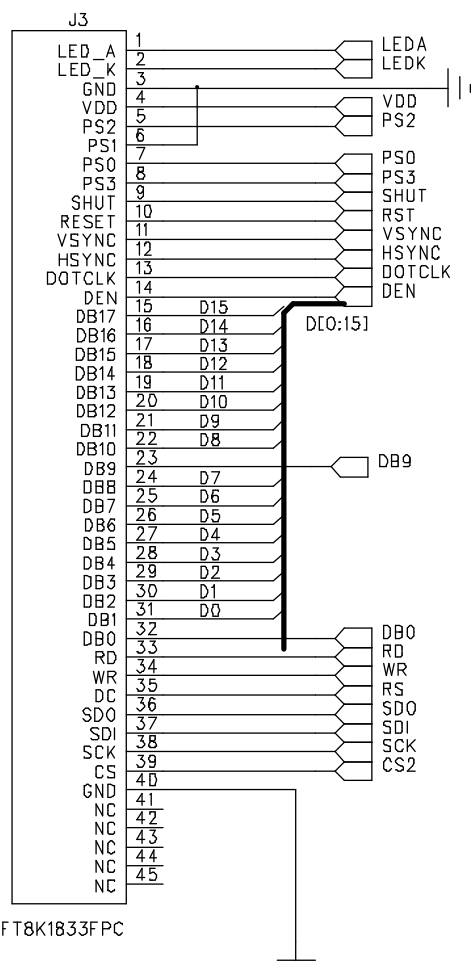 J3
LED_A 1 LEDA
LED_K 2 LEDK
GND 3
VDD 4 VDD
PS2 5 PS2
PS1 6
PS0 7 PS0
PS3 8 PS3
SHUT 9 SHUT
RESET 10 RST
VSYNC 11 VSYNC
HSYNC 12 HSYNC
DOTCLK 13 DOTCLK
DEN 14 DEN
DB17 15 D15
D[0:15]
DB16 16 D14
DB15 17 D13
DB14 18 D12
DB13 19 D11
DB12 20 D10
DB11 21 D9
DB10 22 D8
DB9 23 DB9
DB8 24 D7
DB7 25 D6
DB6 26 D5
DB5 27 D4
DB4 28 D3
DB3 29 D2
DB2 30 D1
DB1 31 D0
DB0 32 DB0
RD 33 RD
WR 34 WR
DC 35 RS
SDO 36 SDO
SDI 37 SDI
SCK 38 SCK
CS 39 CS2
GND 40
NC 41
NC 42
NC 43
NC 44
NC 45
FT8K1833FPC